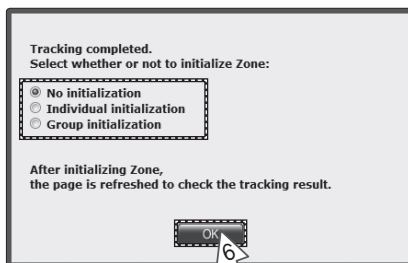 Tracking completed.
Select whether or not to initialize Zone:
No initialization
Individual initialization
Group initialization
After initializing Zone,
the page is refreshed to check the tracking result.
OK
6